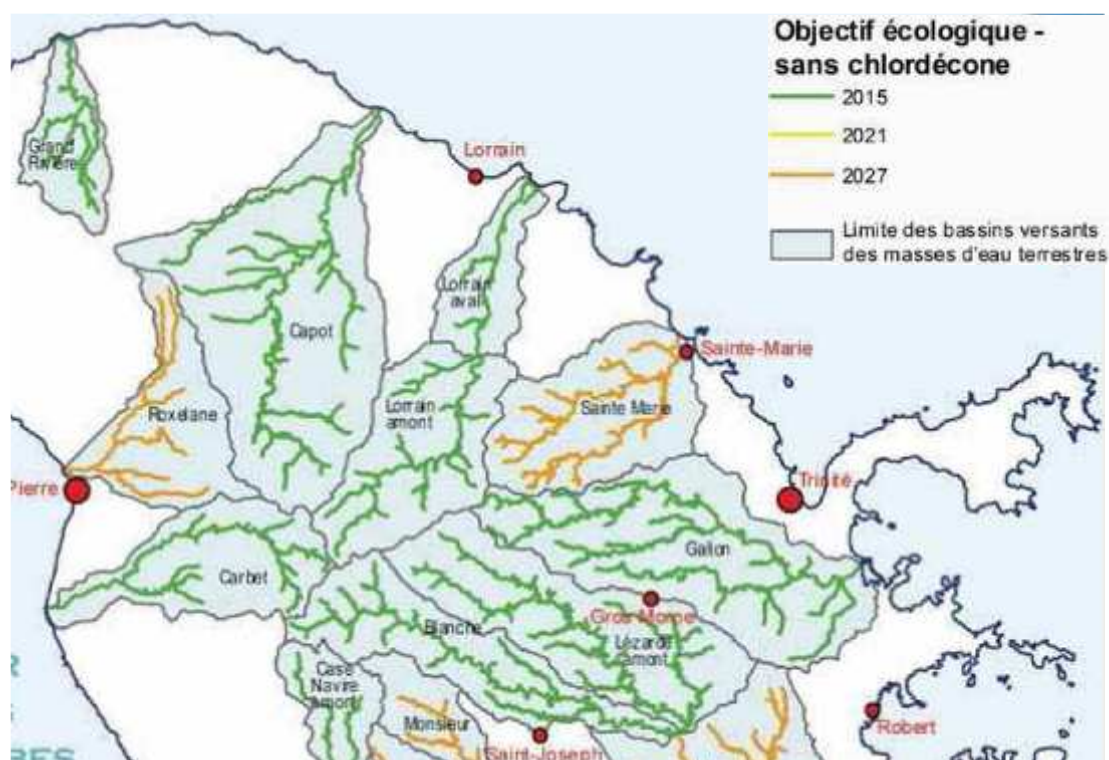 Objectif écologique -
sans chlordécone
2015
2021
2027
Limite des bassins versants
des masses d'eau terrestres
Grand
Rivière
Lorrain
Lorrain
aval
Capot
Sainte-Marie
Roxelane
Lorrain
amont
Sainte Marie
Pierre
Trinité
Galion
Carbet
Gros Morne
Blanche
Lézarde
amont
Case
Navire
amont
Monsieur
Robert
Saint-Joseph
R
BES